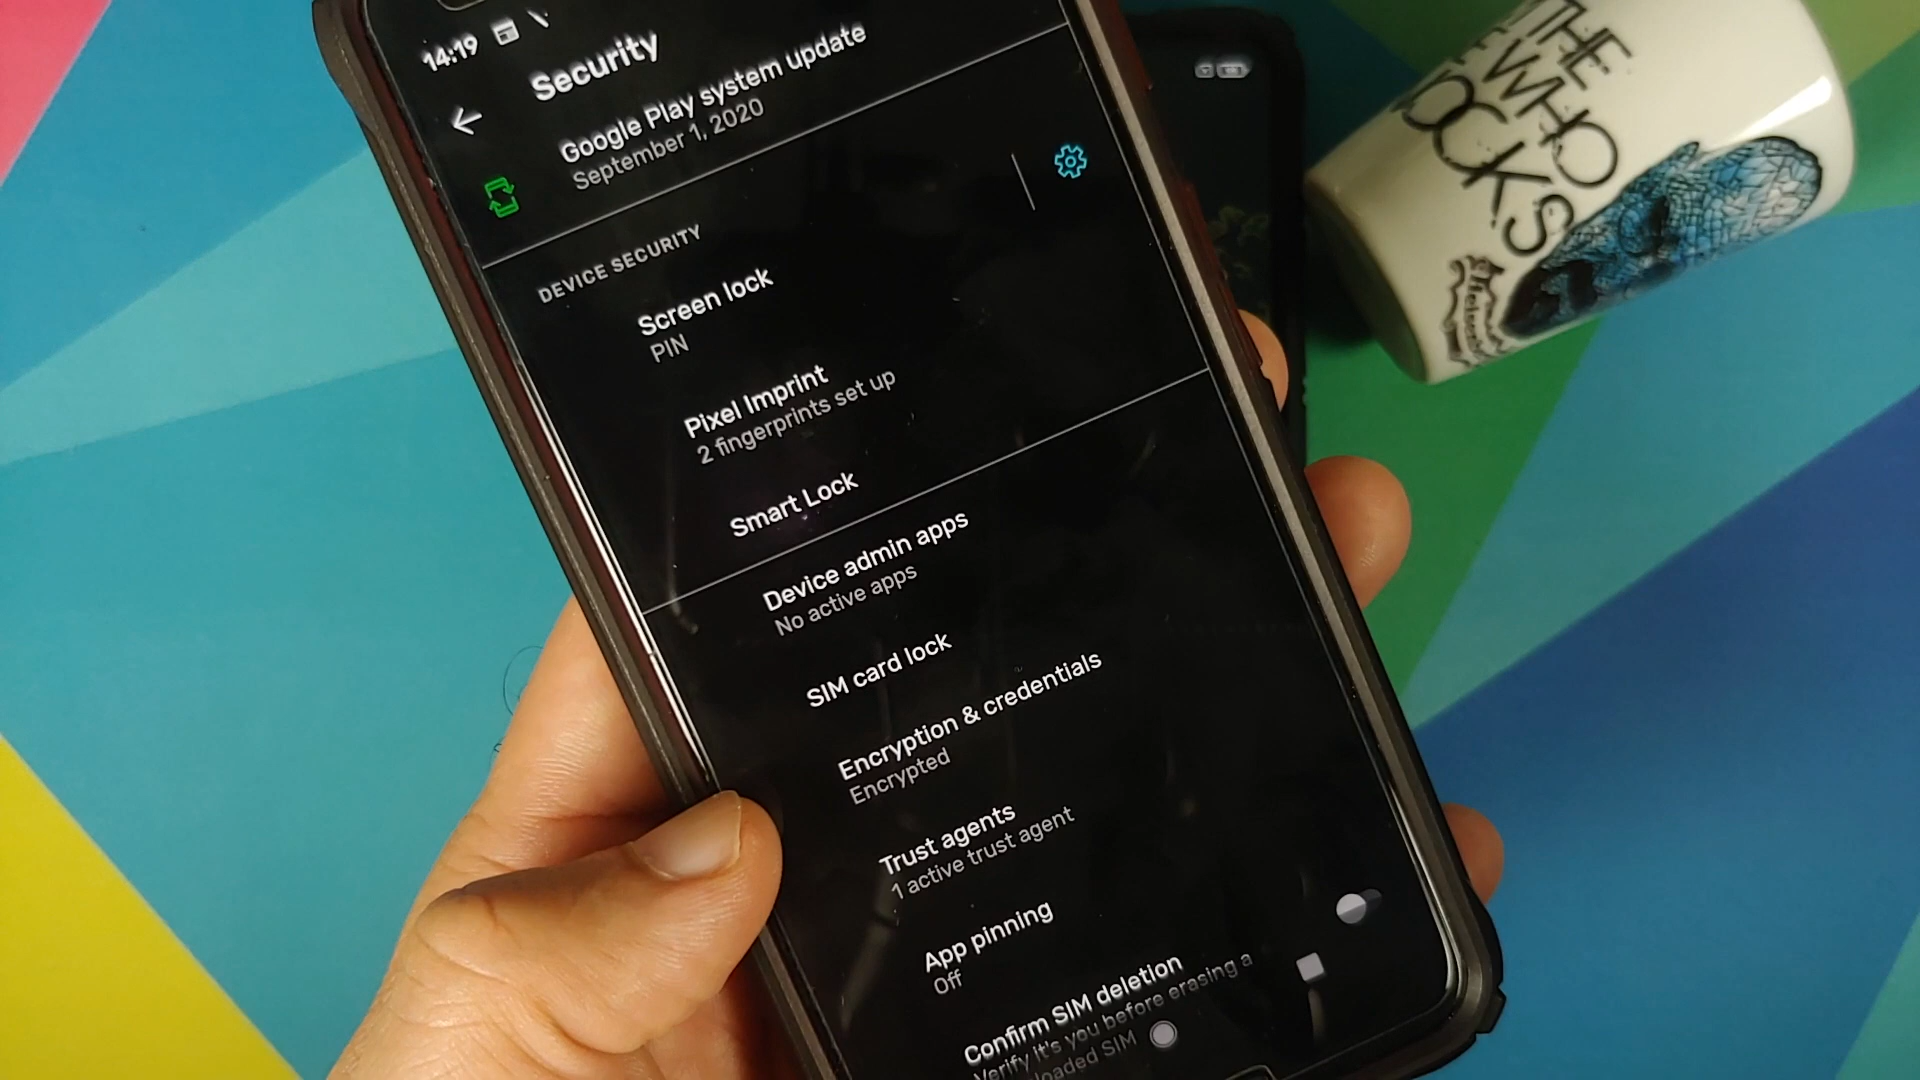 14:19
Security
Google Play system update
September 1, 2020
DEVICE SECURITY
Screen lock
PIN
Pixel Imprint
2 fingerprints set up
Smart Lock
Device admin apps
No active apps
SIM card lock
Encryption & credentials
Encrypted
Trust agents
1 active trust agent
App pinning
Off
Confirm SIM deletion
Verify it's you before erasing a
SIM
THE
WHO